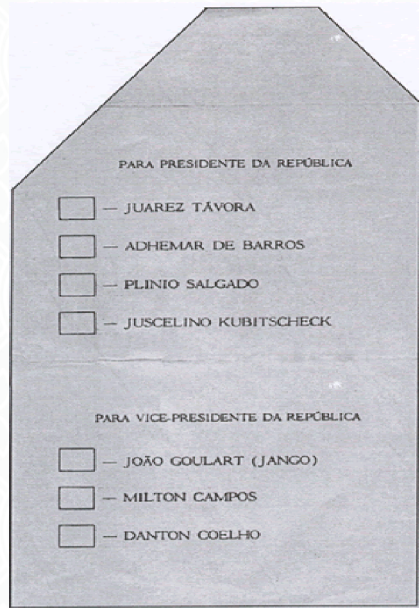 PARA PRESIDENTE DA REPÚBLICA
— JUAREZ TÁVORA
— ADHEMAR DE BARROS
— PLINIO SALGADO
— JUSCELINO KUBITSCHECK
PARA VICE-PRESIDENTE DA REPÚBLICA
— JOÃO GOULART (JANGO)
— MILTON CAMPOS
— DANTON COELHO